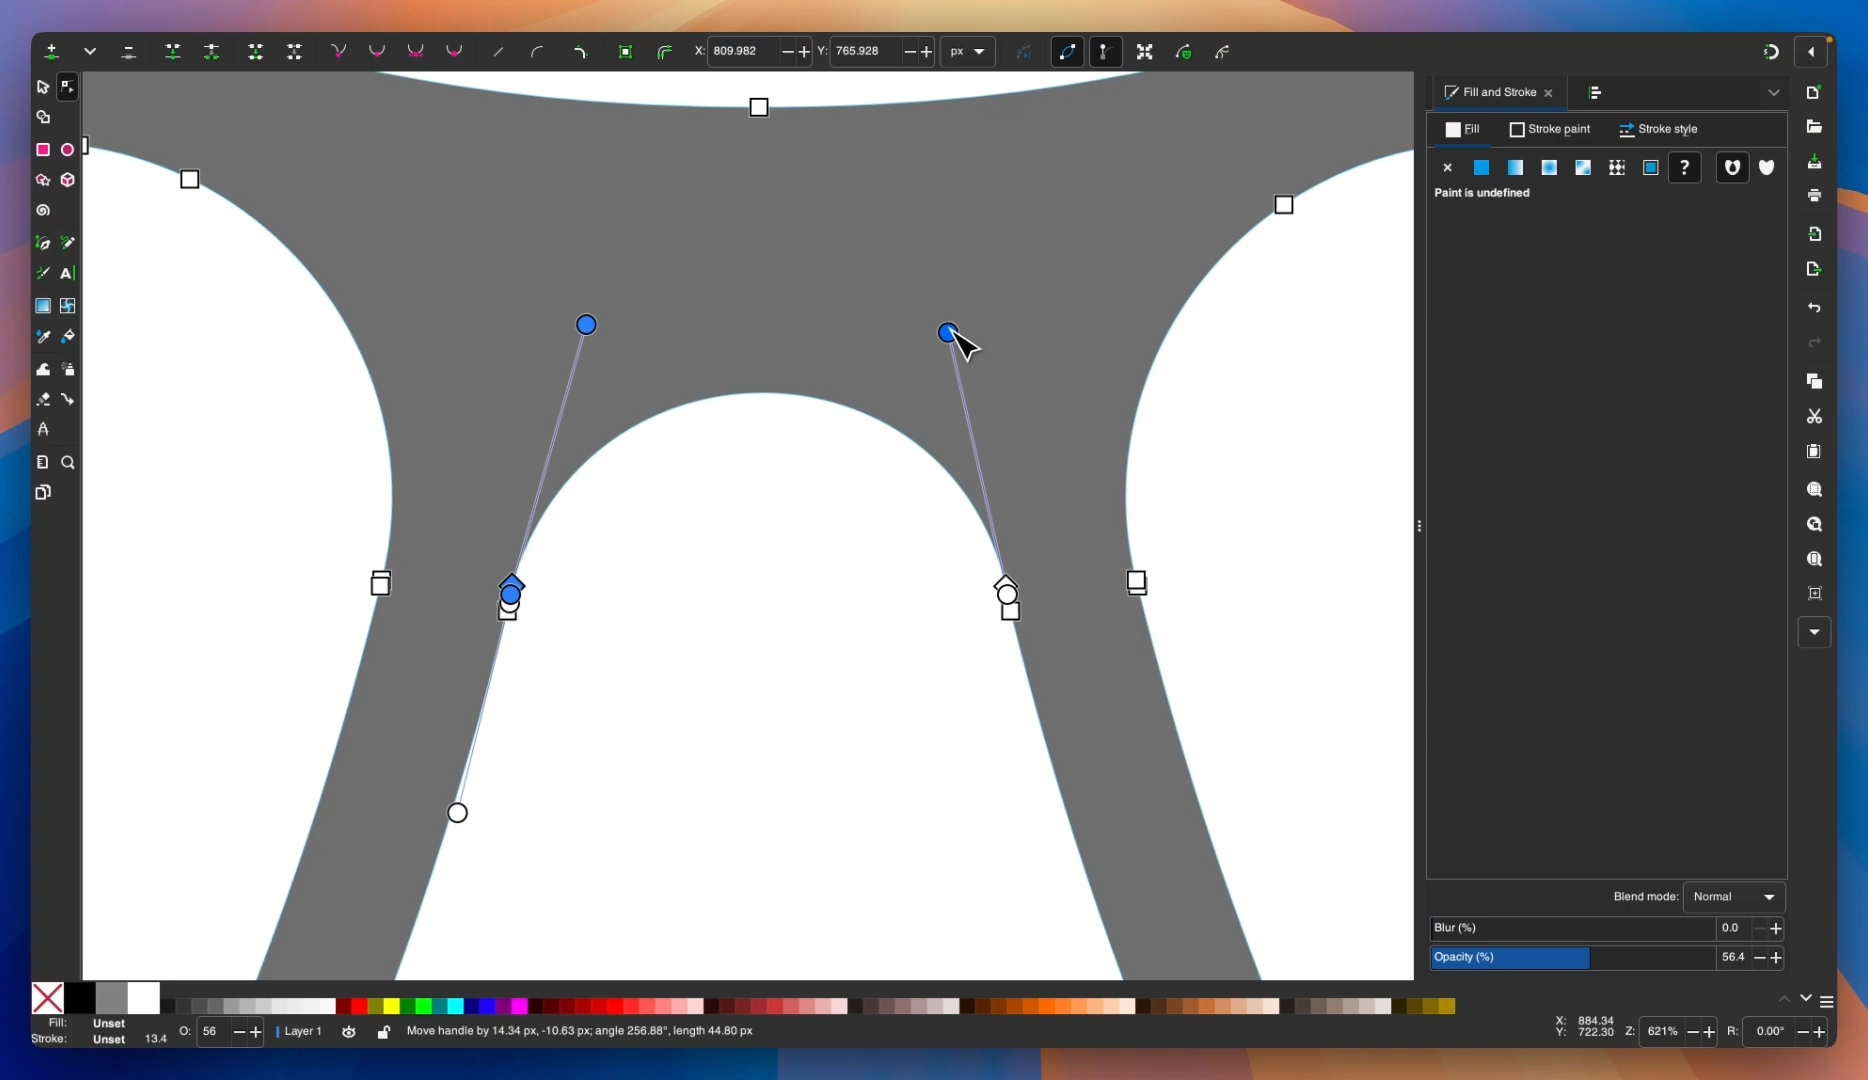 X: 809.982 Y: 765.928 px
Fill and Stroke
Fill Stroke paint Stroke style
?
Paint is undefined
A
Blend mode: Normal
Blur (%) 0.0
Opacity (%) 56.4
Fill: Unset
Stroke: Unset 13.4
O: 56
Layer 1
Move handle by 14.34 px, -10.63 px; angle 256.88°, length 44.80 px
X: 884.34
Y: 722.30
Z: 621%
R: 0.00°